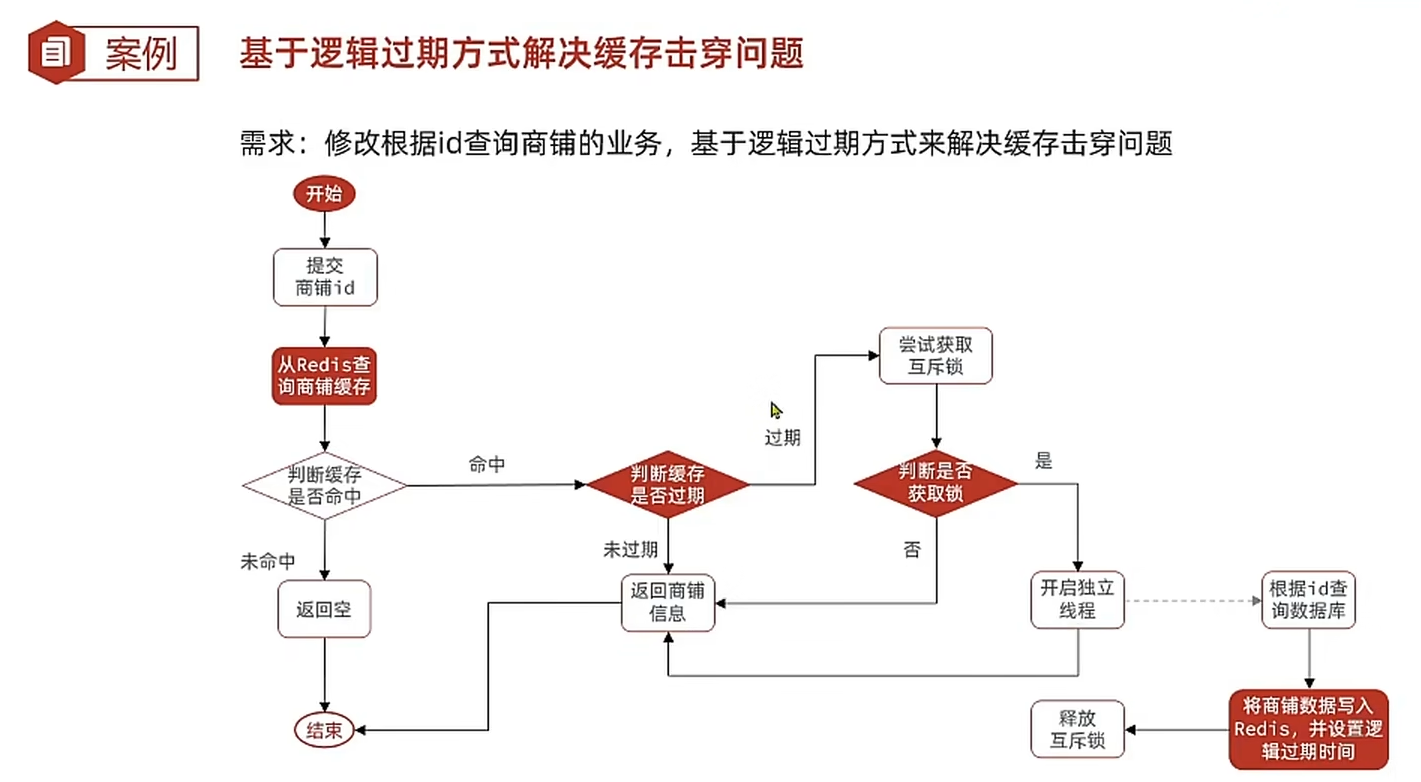 案例
基于逻辑过期方式解决缓存击穿问题
需求：修改根据id查询商铺的业务，基于逻辑过期方式来解决缓存击穿问题
开始
提交
商铺id
从Redis查
询商铺缓存
判断缓存
是否命中
命中
未命中
返回空
结束
判断缓存
是否过期
过期
未过期
返回商铺
信息
尝试获取
互斥锁
判断是否
获取锁
是
否
开启独立
线程
根据id查
询数据库
将商铺数据写入
Redis，并设置逻
辑过期时间
释放
互斥锁